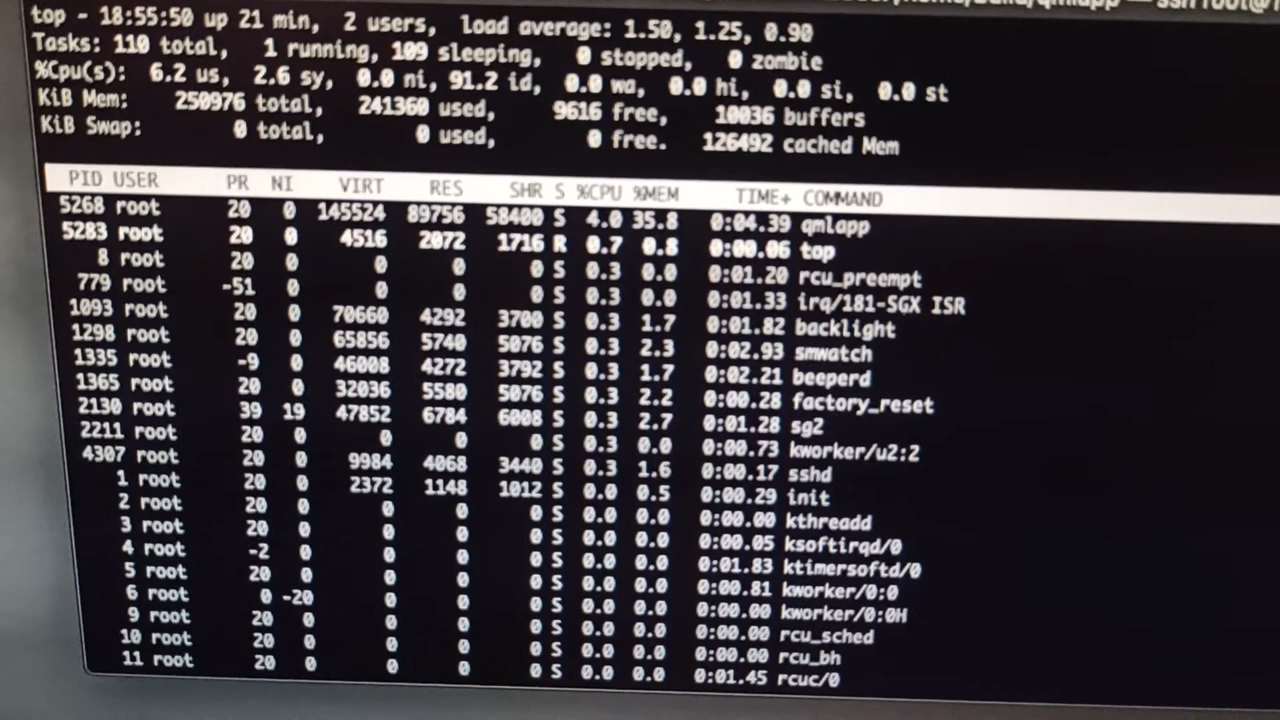 top - 18:55:50 up 21 min,  2 users,  load average: 1.50, 1.25, 0.90
Tasks: 110 total,   1 running, 109 sleeping,   0 stopped,   0 zombie
%Cpu(s):  6.2 us,  2.6 sy,  0.0 ni, 91.2 id,  0.0 wa,  0.0 hi,  0.0 si,  0.0 st
KiB Mem:    250976 total,   241360 used,     9616 free,    10036 buffers
KiB Swap:        0 total,        0 used,        0 free.   126492 cached Mem
PID USER PR NI VIRT RES SHR S %CPU %MEM TIME+ COMMAND
5268 root 20 0 145524 89756 58400 S 4.0 35.8 0:04.39 qmlapp
5283 root 20 0 4516 2072 1716 R 0.7 0.8 0:00.06 top
8 root 20 0 0 0 0 S 0.3 0.0 0:01.20 rcu_preempt
779 root -51 0 0 0 0 S 0.3 0.0 0:01.33 irq/181-SGX ISR
1093 root 20 0 70660 4292 3700 S 0.3 1.7 0:01.82 backlight
1298 root 20 0 65856 5740 5076 S 0.3 2.3 0:02.93 smwatch
1335 root -9 0 46008 4272 3792 S 0.3 1.7 0:02.21 beeperd
1365 root 20 0 32036 5580 5076 S 0.3 2.2 0:00.28 factory_reset
2130 root 39 19 47852 6784 6008 S 0.3 2.7 0:01.28 sg2
2211 root 20 0 0 0 0 S 0.3 0.0 0:00.73 kworker/u2:2
4307 root 20 0 9984 4068 3440 S 0.3 1.6 0:00.17 sshd
1 root 20 0 2372 1148 1012 S 0.0 0.5 0:00.29 init
2 root 20 0 0 0 0 S 0.0 0.0 0:00.00 kthreadd
3 root 20 0 0 0 0 S 0.0 0.0 0:00.05 ksoftirqd/0
4 root -2 0 0 0 0 S 0.0 0.0 0:01.83 ktimersoftd/0
5 root 20 0 0 0 0 S 0.0 0.0 0:00.81 kworker/0:0
6 root 0 -20 0 0 0 S 0.0 0.0 0:00.00 kworker/0:0H
9 root 20 0 0 0 0 S 0.0 0.0 0:00.00 rcu_sched
10 root 20 0 0 0 0 S 0.0 0.0 0:00.00 rcu_bh
11 root 20 0 0 0 0 S 0.0 0.0 0:01.45 rcuc/0